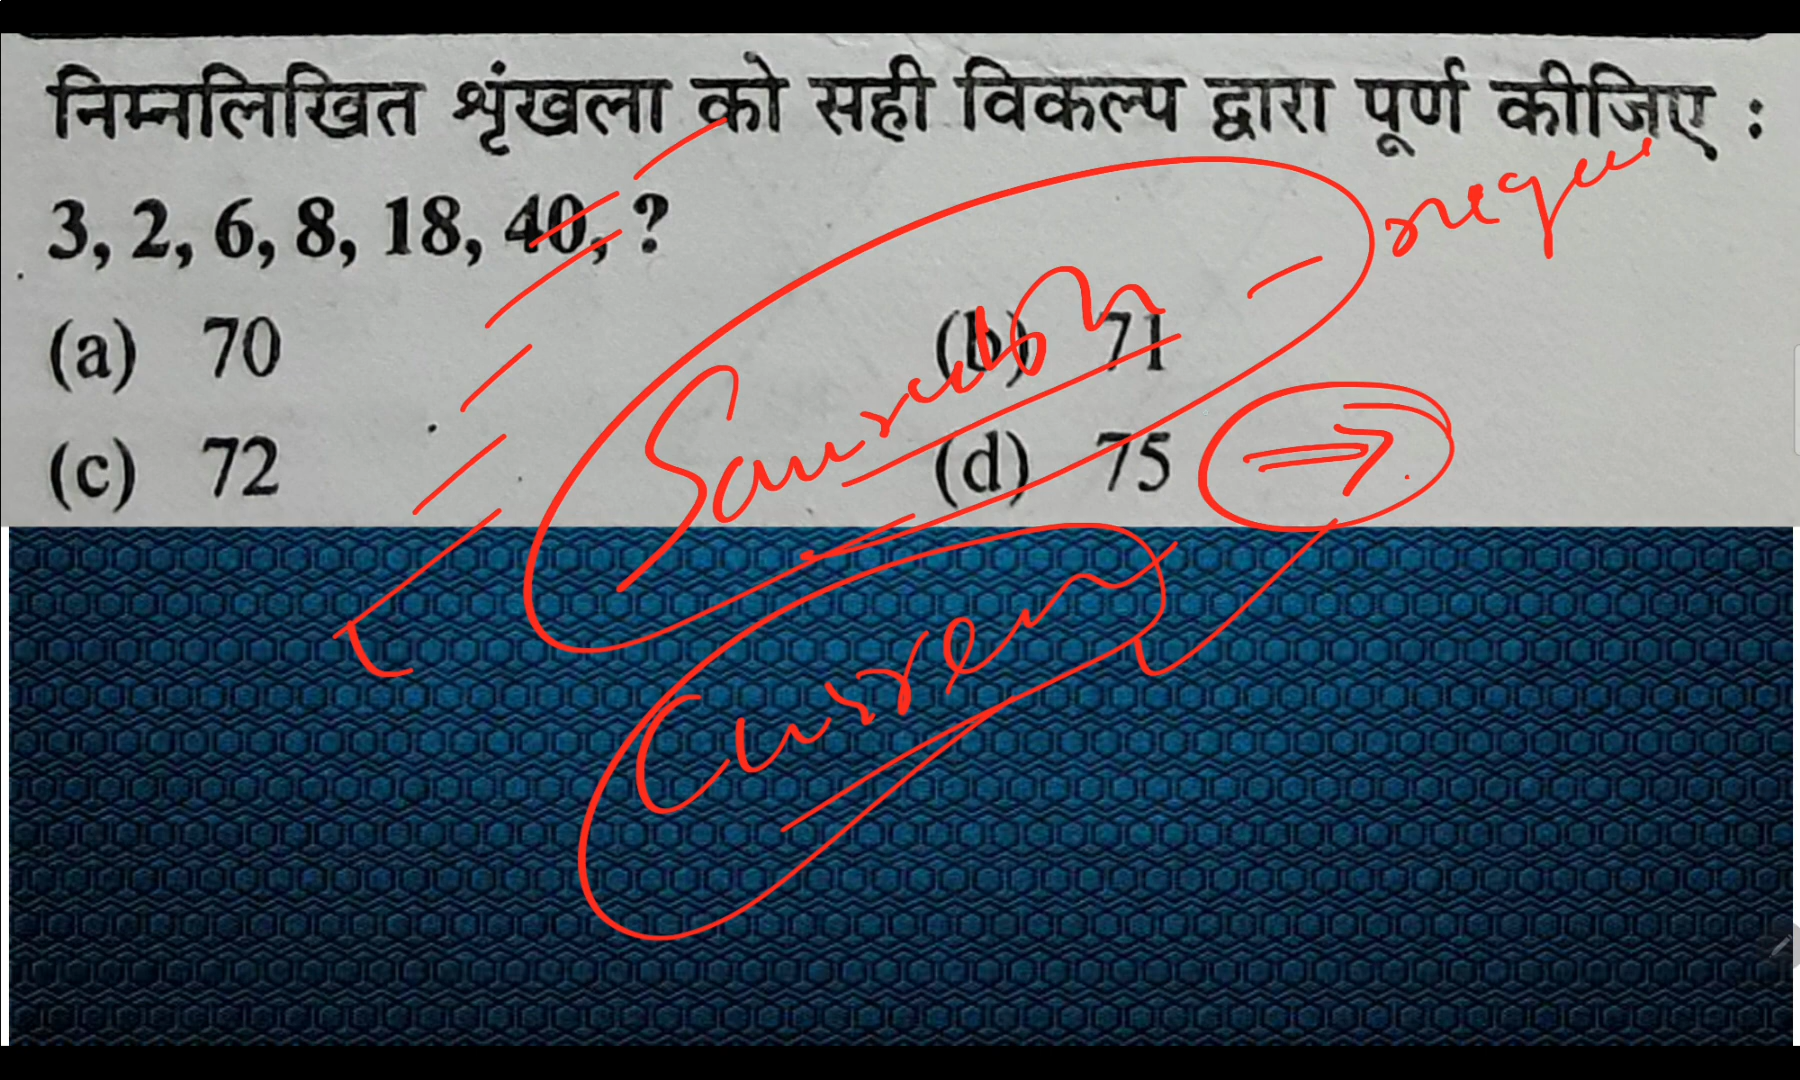 निम्नलिखित शृंखला को सही विकल्प द्वारा पूर्ण कीजिए :
3, 2, 6, 8, 18, 40, ?
(a) 70 (b) 71
(c) 72 (d) 75